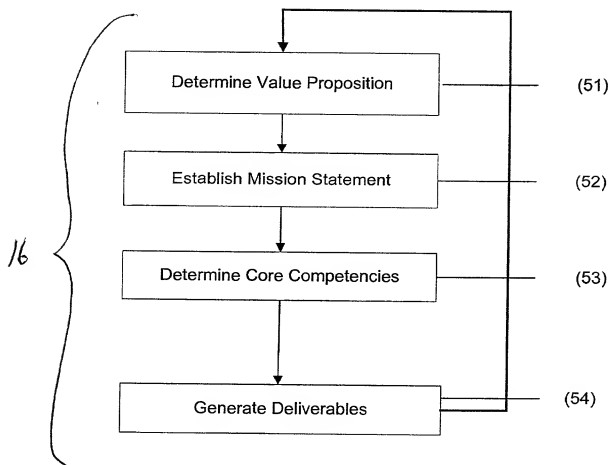 Determine Value Proposition (51)
Establish Mission Statement (52)
16
Determine Core Competencies (53)
Generate Deliverables (54)